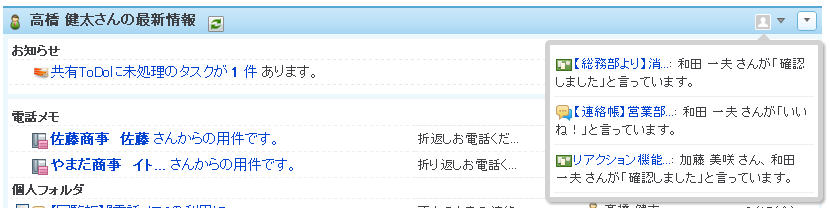 高橋 健太さんの最新情報
お知らせ
共有ToDoに未処理のタスクが 1 件 あります。
電話メモ
佐藤商事 佐藤 さんからの用件です。 折返しお電話くだ...
やまだ商事 イト... さんからの用件です。 折り返しお電話く...
個人フォルダ
高橋 健太
【総務部より】消...: 和田 一夫 さんが「確認
しました」と言っています。
【連絡帳】営業部...: 和田 一夫 さんが「いい
ね！」と言っています。
リアクション機能...: 加藤 美咲 さん、和田
一夫 さんが「確認しました」と言っています。